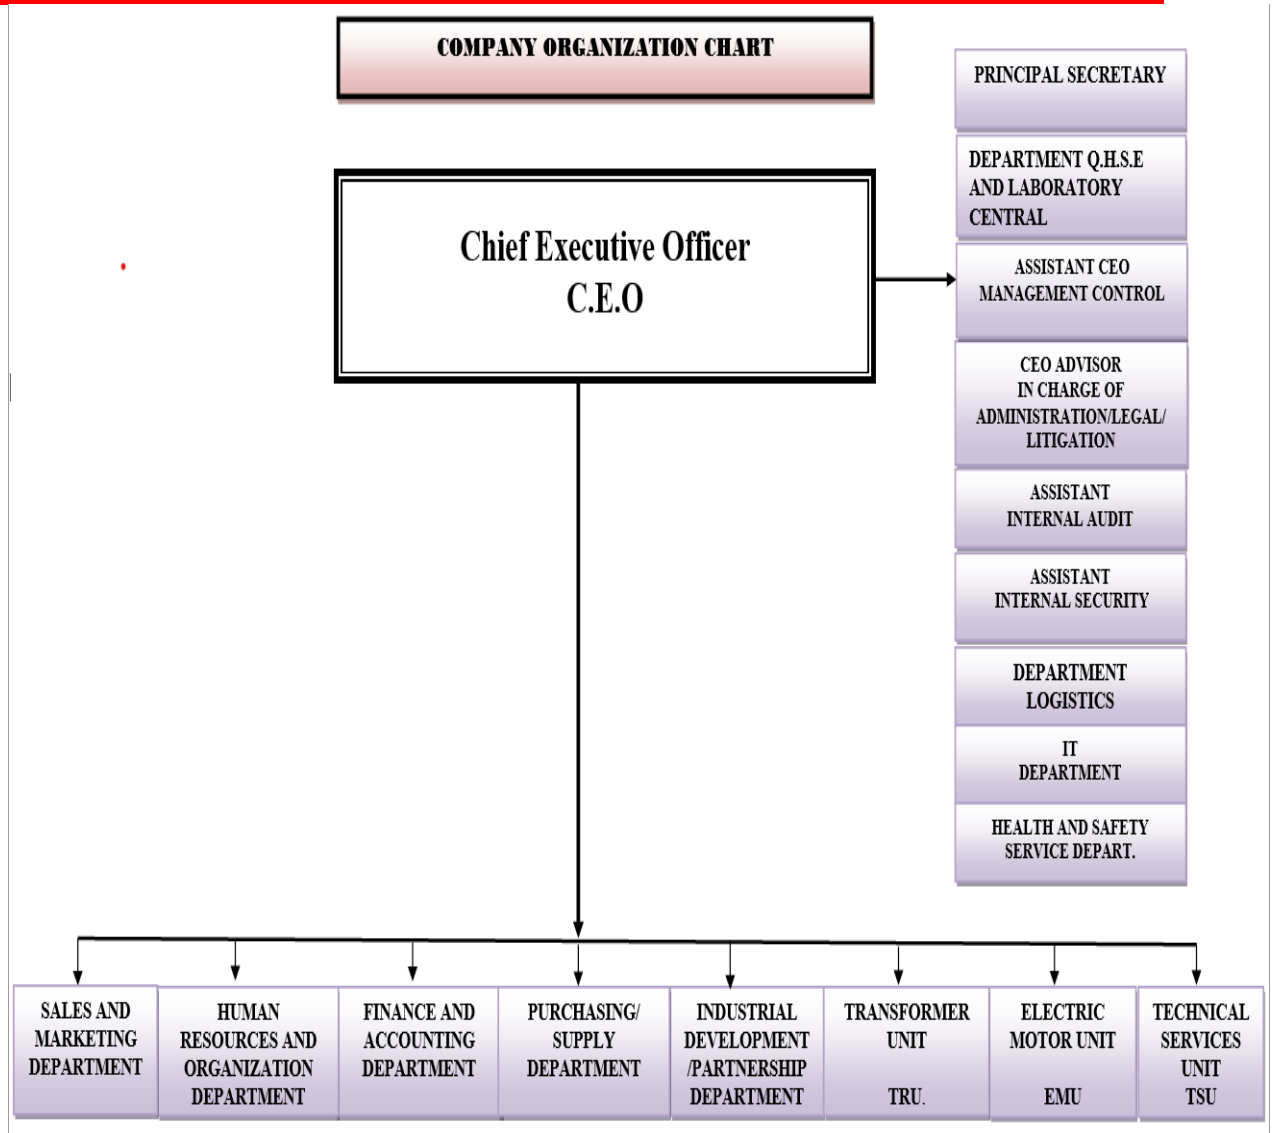 COMPANY ORGANIZATION CHART
PRINCIPAL SECRETARY
DEPARTMENT Q.H.S.E
AND LABORATORY
CENTRAL
Chief Executive Officer
C.E.O
ASSISTANT CEO
MANAGEMENT CONTROL
CEO ADVISOR
IN CHARGE OF
ADMINISTRATION/LEGAL/
LITIGATION
ASSISTANT
INTERNAL AUDIT
ASSISTANT
INTERNAL SECURITY
DEPARTMENT
LOGISTICS
IT
DEPARTMENT
HEALTH AND SAFETY
SERVICE DEPART.
SALES AND
MARKETING
DEPARTMENT
HUMAN
RESOURCES AND
ORGANIZATION
DEPARTMENT
FINANCE AND
ACCOUNTING
DEPARTMENT
PURCHASING/
SUPPLY
DEPARTMENT
INDUSTRIAL
DEVELOPMENT
/PARTNERSHIP
DEPARTMENT
TRANSFORMER
UNIT
TRU.
ELECTRIC
MOTOR UNIT
EMU
TECHNICAL
SERVICES
UNIT
TSU